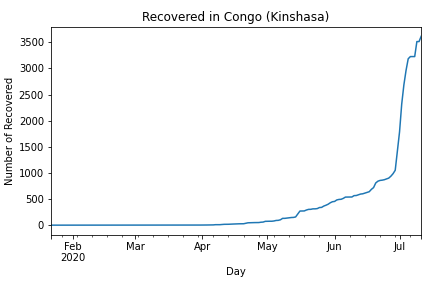 Recovered in Congo (Kinshasa)
Number of Recovered
3500
3000
2500
2000
1500
1000
500
0
Feb Mar Apr May Jun Jul
2020
Day